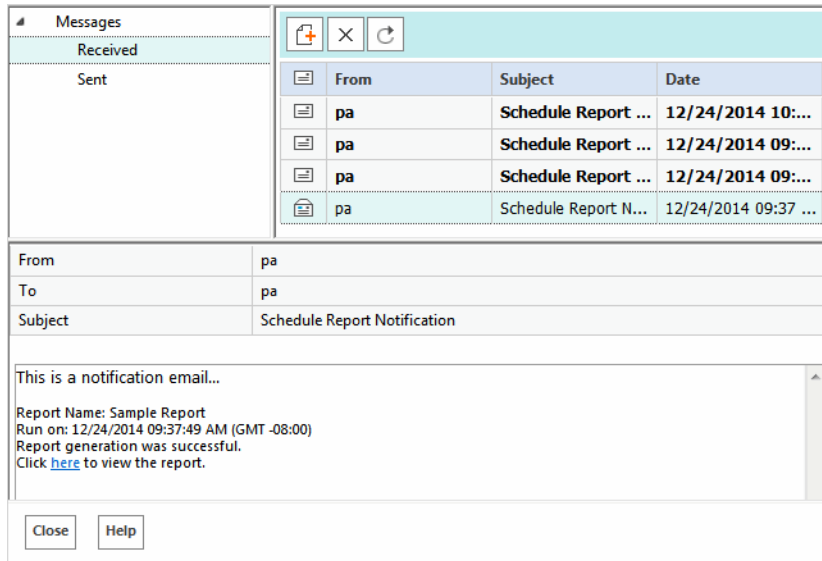 Messages
Received
Sent
From Subject Date
pa Schedule Report ... 12/24/2014 10:...
pa Schedule Report ... 12/24/2014 09:...
pa Schedule Report ... 12/24/2014 09:...
pa Schedule Report N... 12/24/2014 09:37 ...
From pa
To pa
Subject Schedule Report Notification
This is a notification email...
Report Name: Sample Report
Run on: 12/24/2014 09:37:49 AM (GMT -08:00)
Report generation was successful.
Click here to view the report.
Close Help